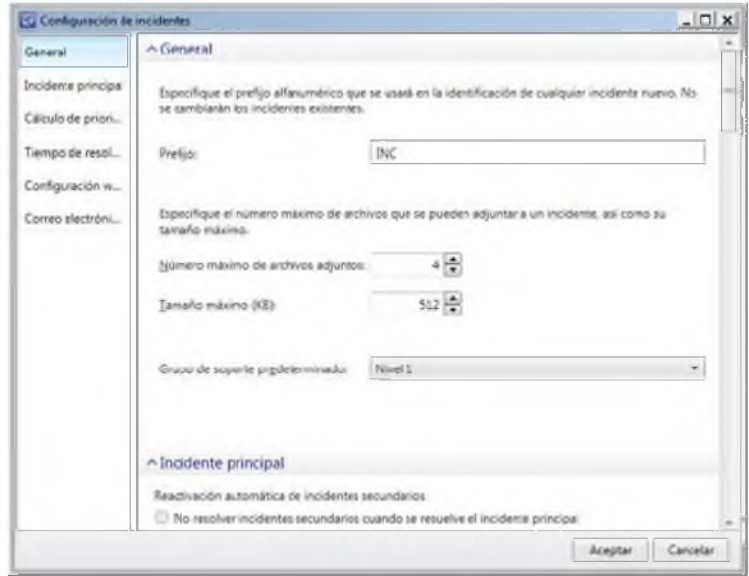 Configuración de incidentes
General
Incidente principa
Cálculo de priori...
Tiempo de resol...
Configuración w...
Correo electróni...
General
Especifique el prefijo alfanumérico que se usará en la identificación de cualquier incidente nuevo. No
se cambiarán los incidentes existentes.
Prefijo: INC
Especifique el número máximo de archivos que se pueden adjuntar a un incidente, así como su
tamaño máximo.
Número máximo de archivos adjuntos: 4
Tamaño máximo (KB): 512
Grupo de soporte predeterminado: Nivel 1
Incidente principal
Reactivación automática de incidentes secundarios
No resolver incidentes secundarios cuando se resuelve el incidente principal
Aceptar Cancelar